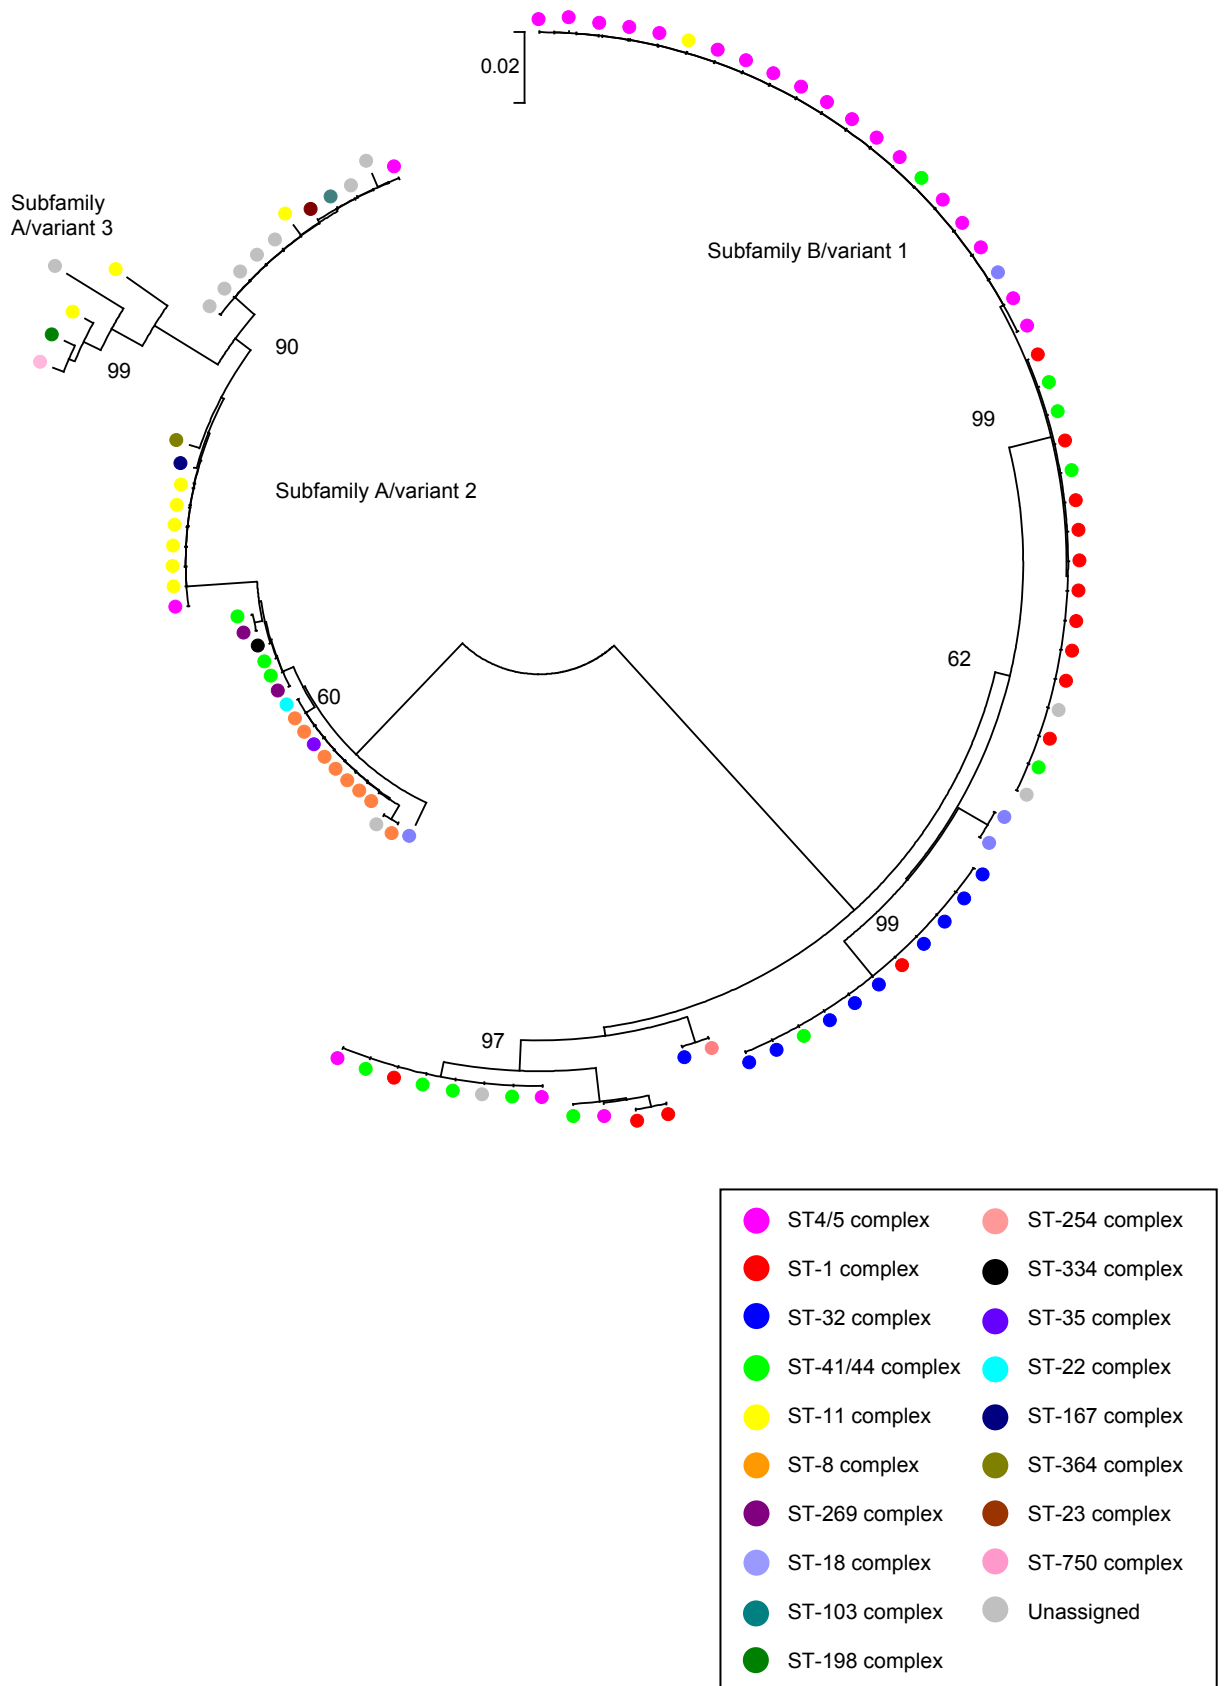 0.02
Subfamily
A/variant 3
Subfamily B/variant 1
90
99
99
Subfamily A/variant 2
62
60
99
97
ST4/5 complex
ST-1 complex
ST-32 complex
ST-41/44 complex
ST-11 complex
ST-8 complex
ST-269 complex
ST-18 complex
ST-103 complex
ST-198 complex
ST-254 complex
ST-334 complex
ST-35 complex
ST-22 complex
ST-167 complex
ST-364 complex
ST-23 complex
ST-750 complex
Unassigned